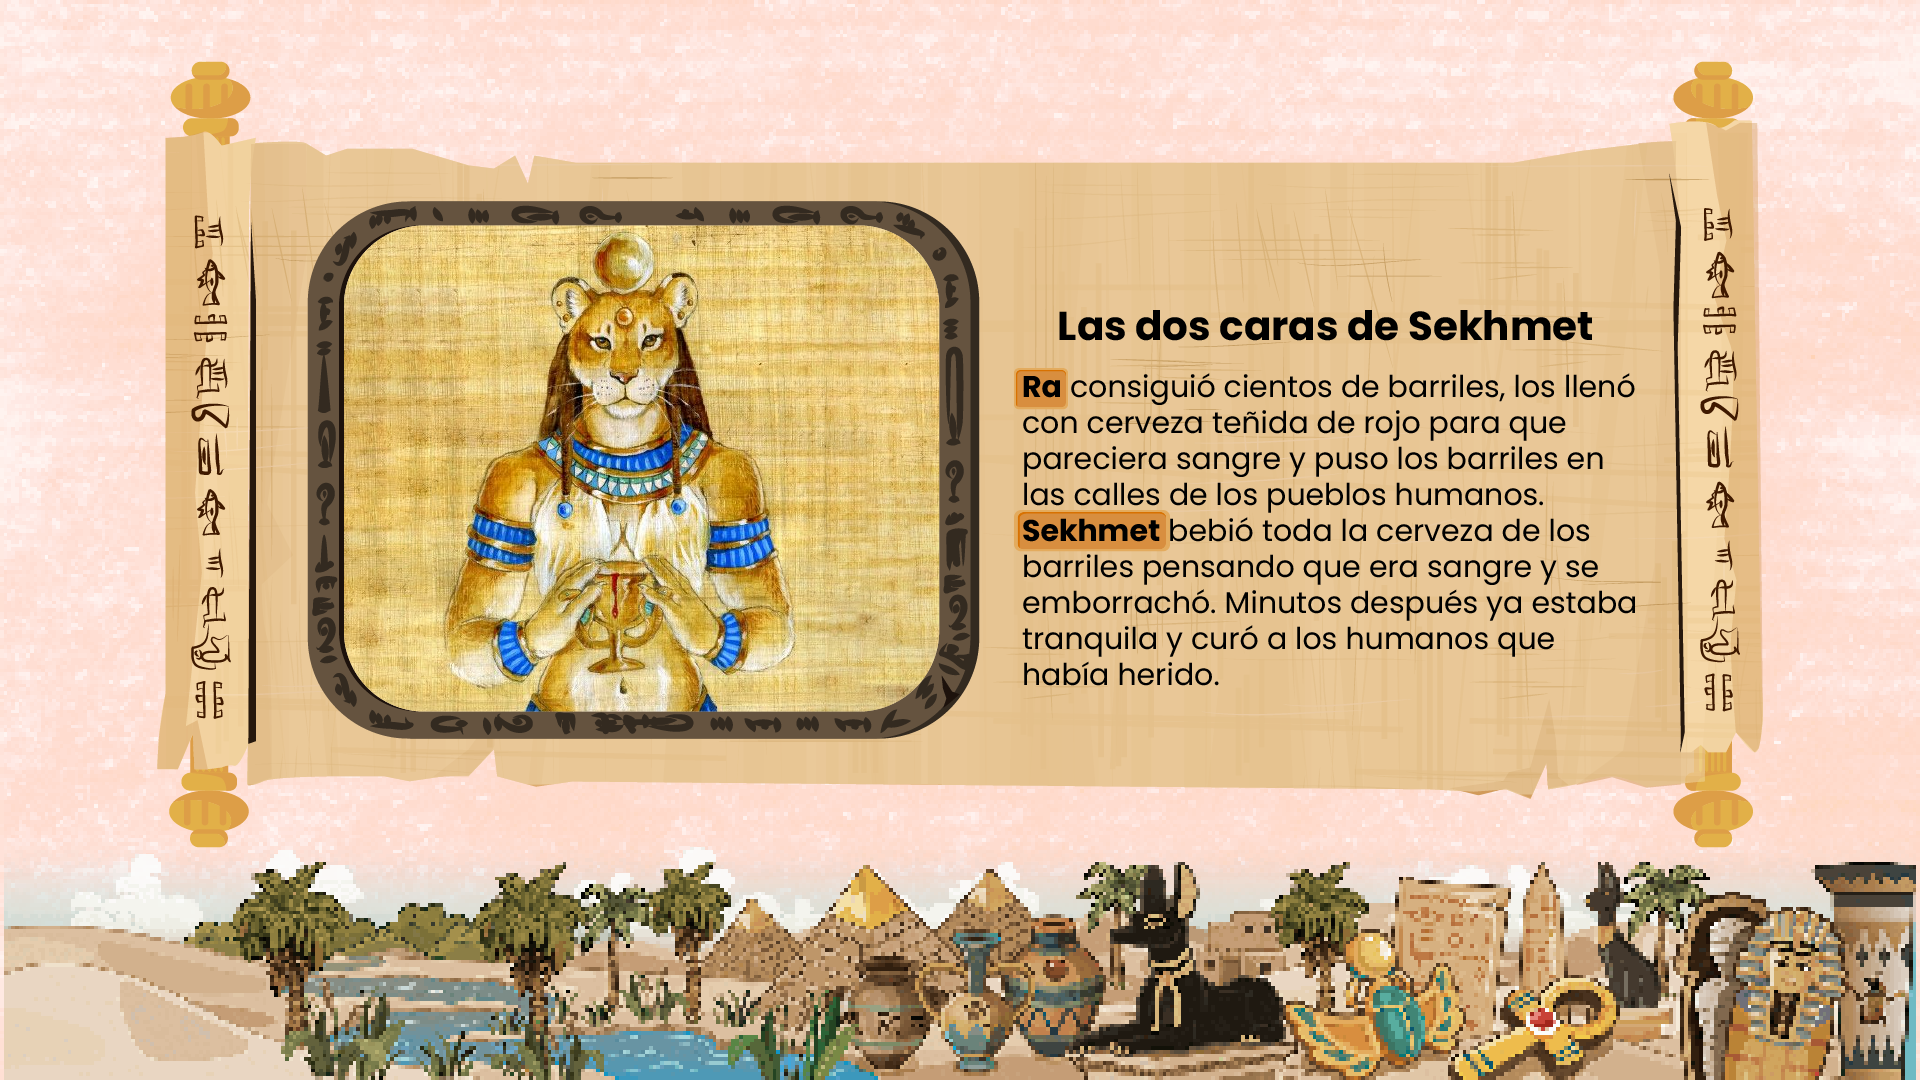 Las dos caras de Sekhmet
Ra consiguió cientos de barriles, los llenó
con cerveza teñida de rojo para que
pareciera sangre y puso los barriles en
las calles de los pueblos humanos.
Sekhmet bebió toda la cerveza de los
barriles pensando que era sangre y se
emborrachó. Minutos después ya estaba
tranquila y curó a los humanos que
había herido.